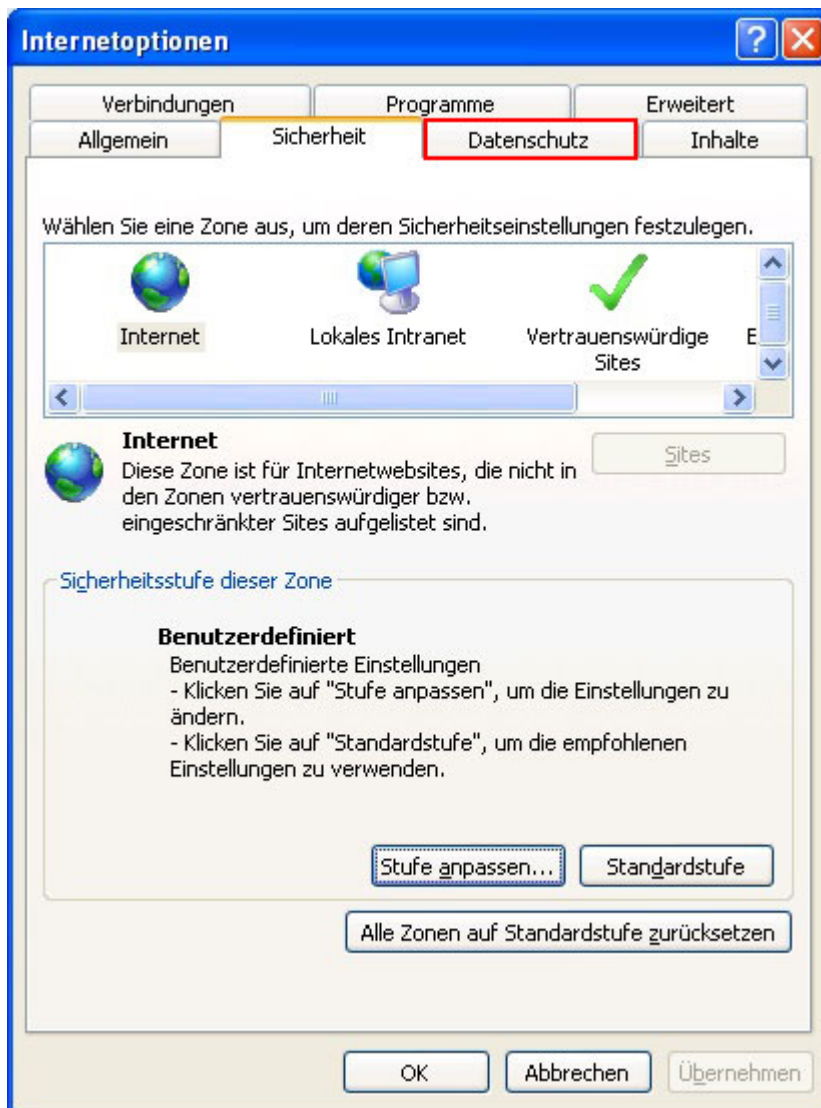 Internetoptionen
Verbindungen Programme Erweitert
Allgemein Sicherheit Datenschutz Inhalte
Wählen Sie eine Zone aus, um deren Sicherheitseinstellungen festzulegen.
Internet Lokales Intranet Vertrauenswürdige E
Sites
Internet
Sites
Diese Zone ist für Internetwebsites, die nicht in
den Zonen vertrauenswürdiger bzw.
eingeschränkter Sites aufgelistet sind.
Sicherheitsstufe dieser Zone
Benutzerdefiniert
Benutzerdefinierte Einstellungen
- Klicken Sie auf "Stufe anpassen", um die Einstellungen zu
ändern.
- Klicken Sie auf "Standardstufe", um die empfohlenen
Einstellungen zu verwenden.
Stufe anpassen... Standardstufe
Alle Zonen auf Standardstufe zurücksetzen
OK Abbrechen Übernehmen